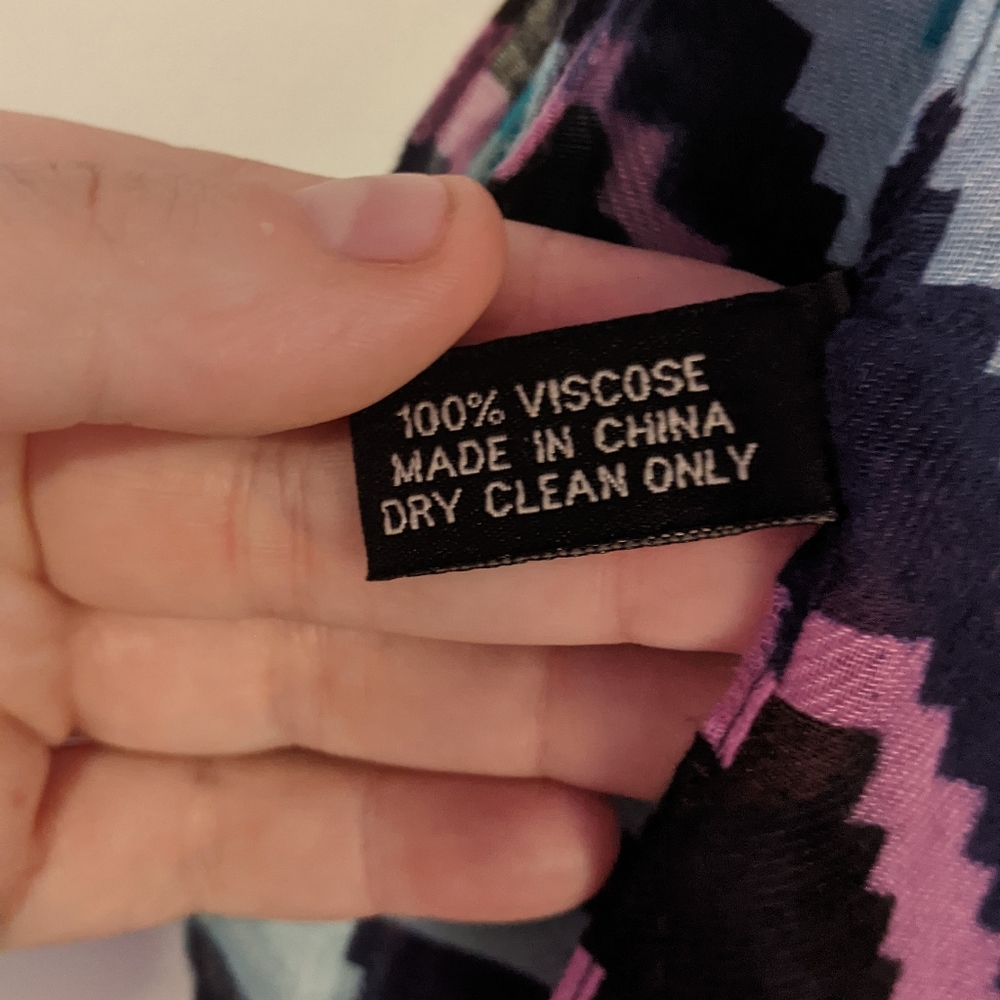 100% VISCOSE
MADE IN CHINA
DRY CLEAN ONLY